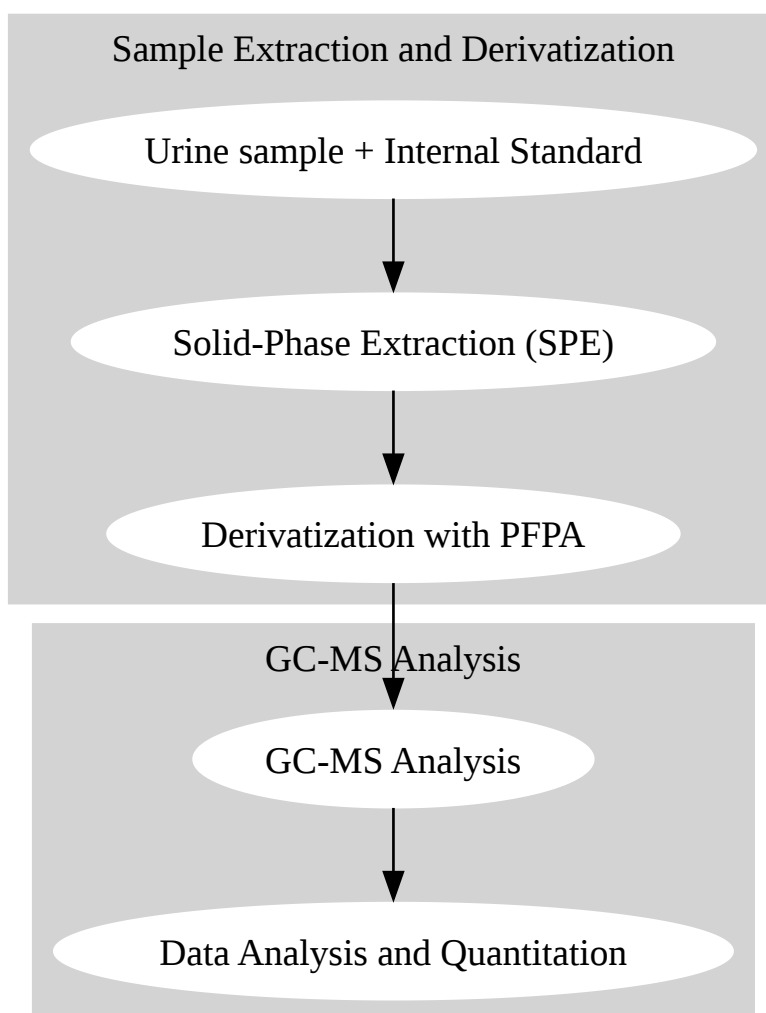 Sample Extraction and Derivatization
Urine sample + Internal Standard
Solid-Phase Extraction (SPE)
Derivatization with PFPA
GC-MS Analysis
GC-MS Analysis
Data Analysis and Quantitation